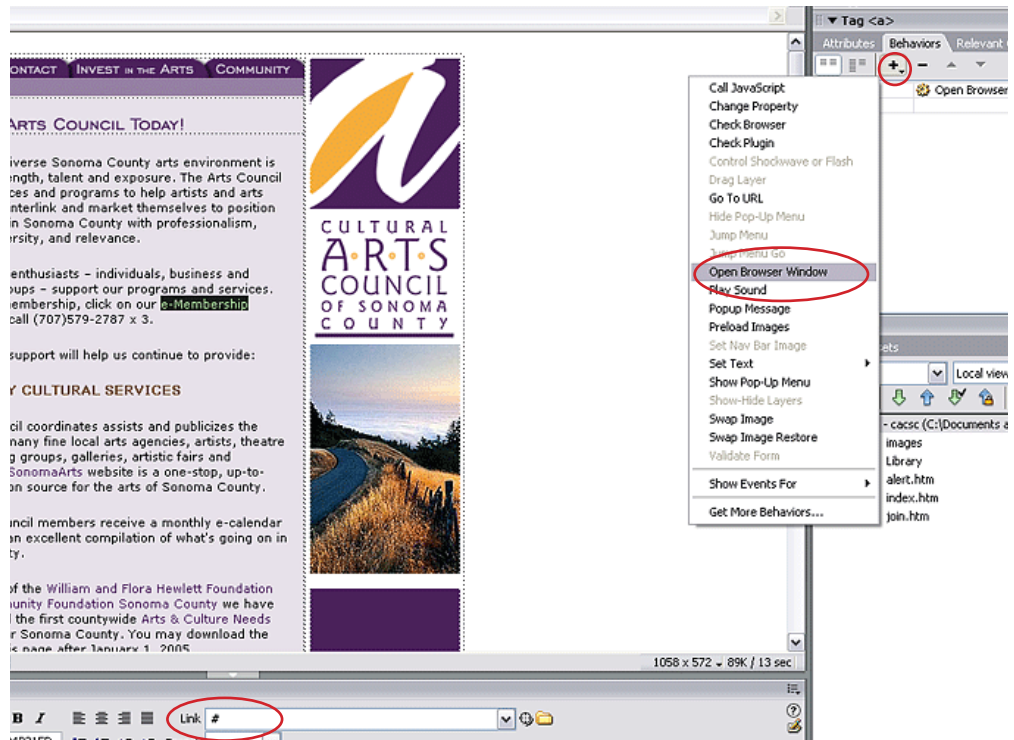 ▼ Tag <a>
Attributes Behaviors Relevant
Open Browser
CONTACT INVEST IN THE ARTS COMMUNITY
ARTS COUNCIL TODAY!
iverse Sonoma County arts environment is
ength, talent and exposure. The Arts Council
ces and programs to help artists and arts
nterlink and market themselves to position
in Sonoma County with professionalism,
ersity, and relevance.
enthusiasts – individuals, business and
oups – support our programs and services.
embership, click on our e-Membership
call (707)579-2787 x 3.
support will help us continue to provide:
Y CULTURAL SERVICES
cil coordinates assists and publicizes the
many fine local arts agencies, artists, theatre
g groups, galleries, artistic fairs and
SonomaArts website is a one-stop, up-to-
on source for the arts of Sonoma County.
uncil members receive a monthly e-calendar
an excellent compilation of what's going on in
ty.
of the William and Flora Hewlett Foundation
unity Foundation Sonoma County we have
the first countywide Arts & Culture Needs
r Sonoma County. You may download the
s page after January 1, 2005.
a
CULTURAL
A•R•T•S
COUNCIL
OF SONOMA
COUNTY
Call JavaScript
Change Property
Check Browser
Check Plugin
Control Shockwave or Flash
Drag Layer
Go To URL
Hide Pop-Up Menu
Jump Menu
Jump Menu Go
Open Browser Window
Play Sound
Popup Message
Preload Images
Set Nav Bar Image
Set Text
Show Pop-Up Menu
Show-Hide Layers
Swap Image
Swap Image Restore
Validate Form
Show Events For
Get More Behaviors...
ets
Local view
- cacsc (C:\Documents a
images
Library
alert.htm
index.htm
join.htm
1058 x 572 89K / 13 sec
B I Link #